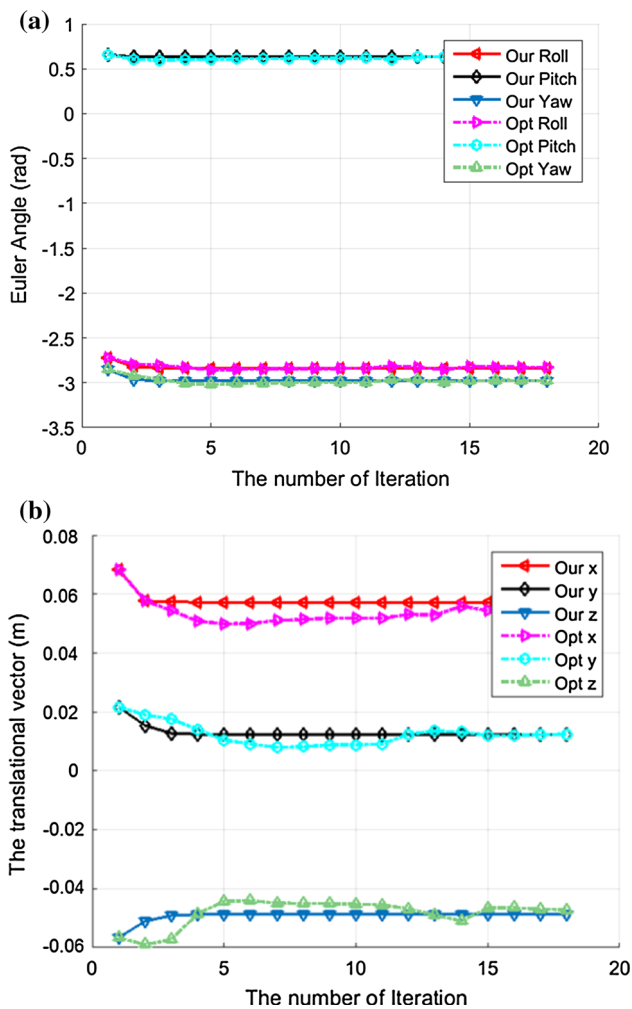 (a)
1
0.5
0
-0.5
-1
-1.5
-2
-2.5
-3
-3.5
Euler Angle (rad)
Our Roll
Our Pitch
Our Yaw
Opt Roll
Opt Pitch
Opt Yaw
0 5 10 15 20
The number of Iteration
(b)
0.08
0.06
0.04
0.02
0
-0.02
-0.04
-0.06
The translational vector (m)
Our x
Our y
Our z
Opt x
Opt y
Opt z
0 5 10 15 20
The number of Iteration